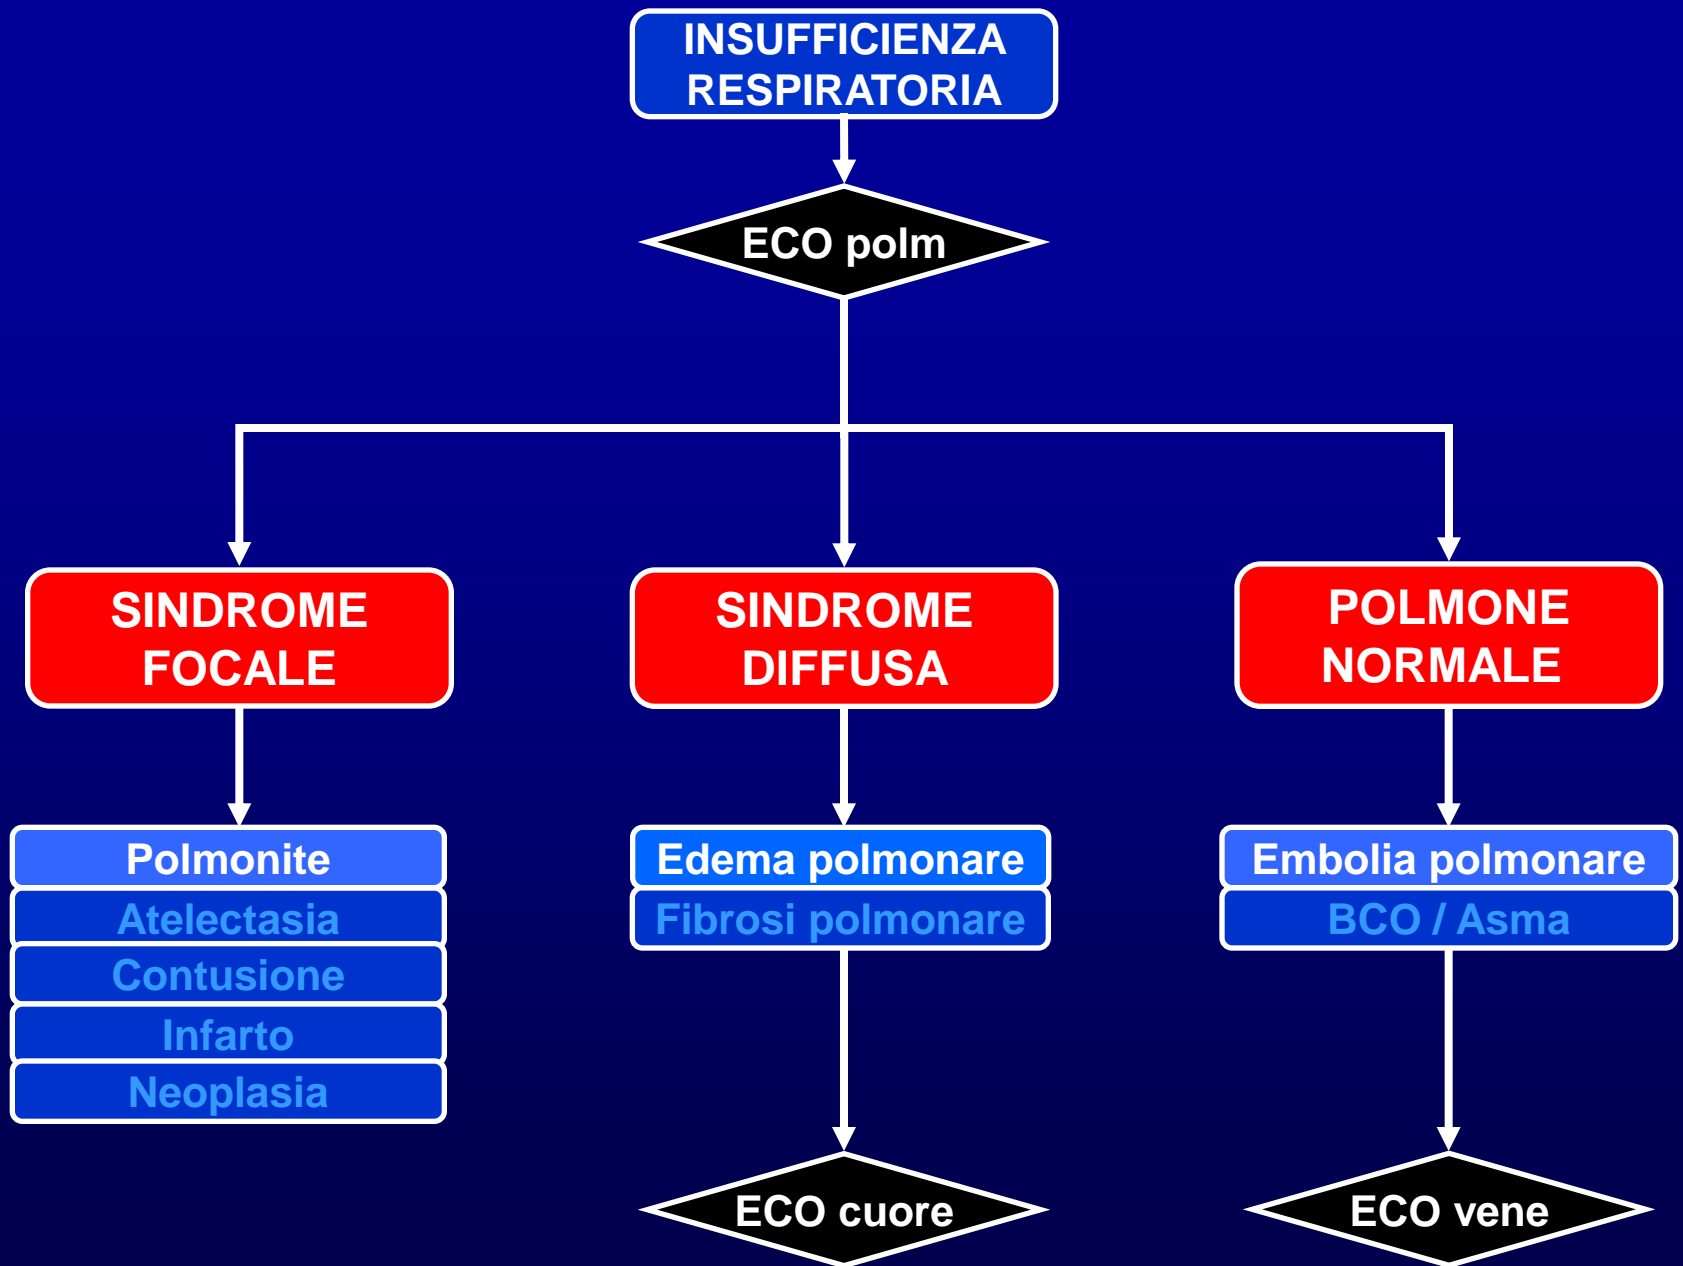 INSUFFICIENZA
RESPIRATORIA
ECO polm
SINDROME
FOCALE
SINDROME
DIFFUSA
POLMONE
NORMALE
Polmonite
Atelectasia
Contusione
Infarto
Neoplasia
Edema polmonare
Fibrosi polmonare
Embolia polmonare
BCO / Asma
ECO cuore
ECO vene